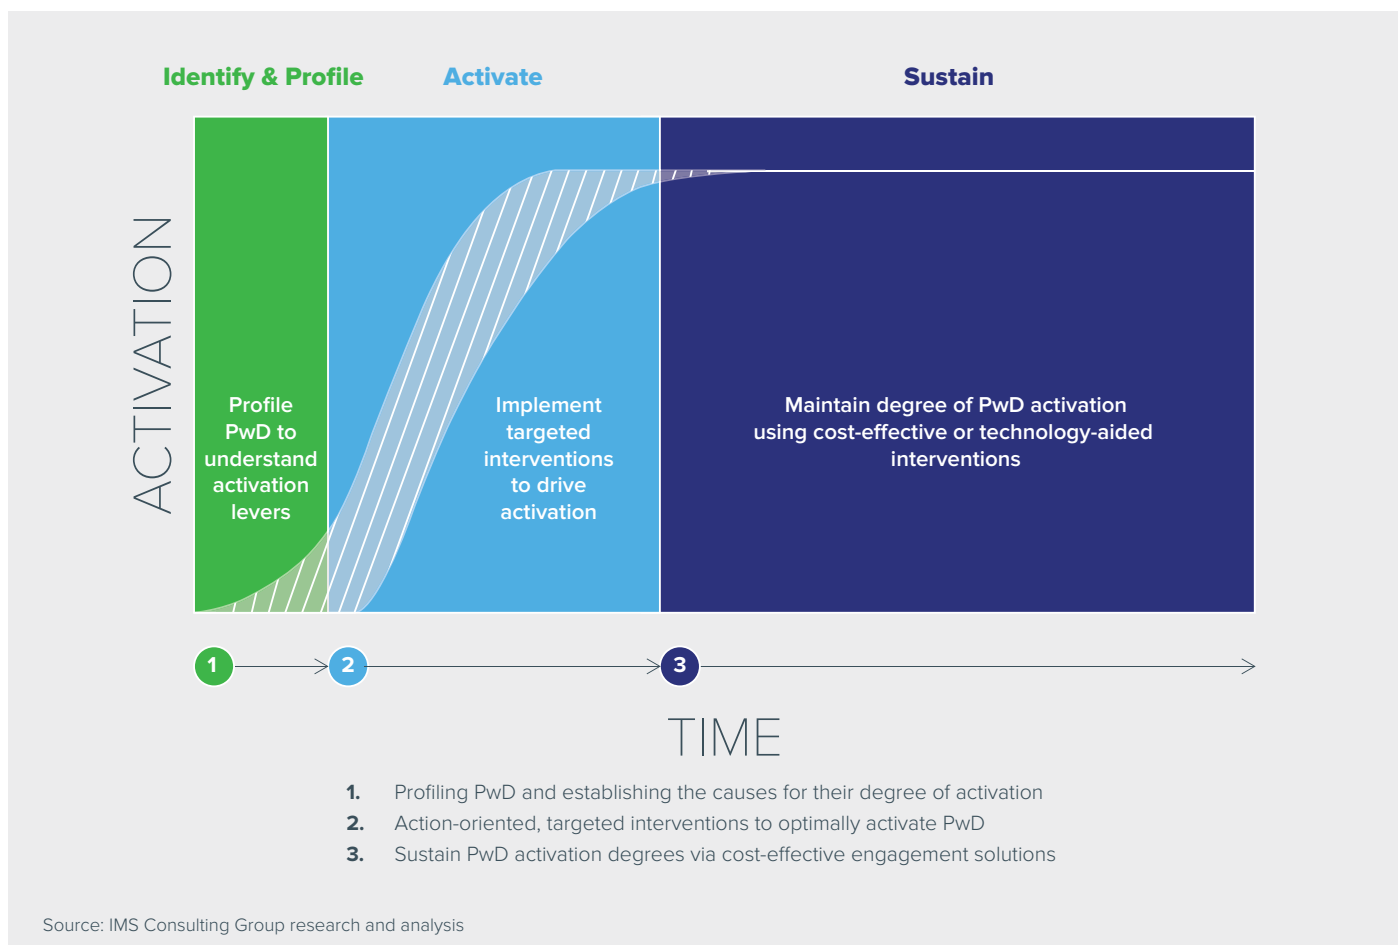 Identify & Profile
Activate
Sustain
ACTIVATION
Profile
PwD to
understand
activation
levers
Implement
targeted
interventions
to drive
activation
Maintain degree of PwD activation
using cost-effective or technology-aided
interventions
1
2
3
TIME
1. Profiling PwD and establishing the causes for their degree of activation
2. Action-oriented, targeted interventions to optimally activate PwD
3. Sustain PwD activation degrees via cost-effective engagement solutions
Source: IMS Consulting Group research and analysis